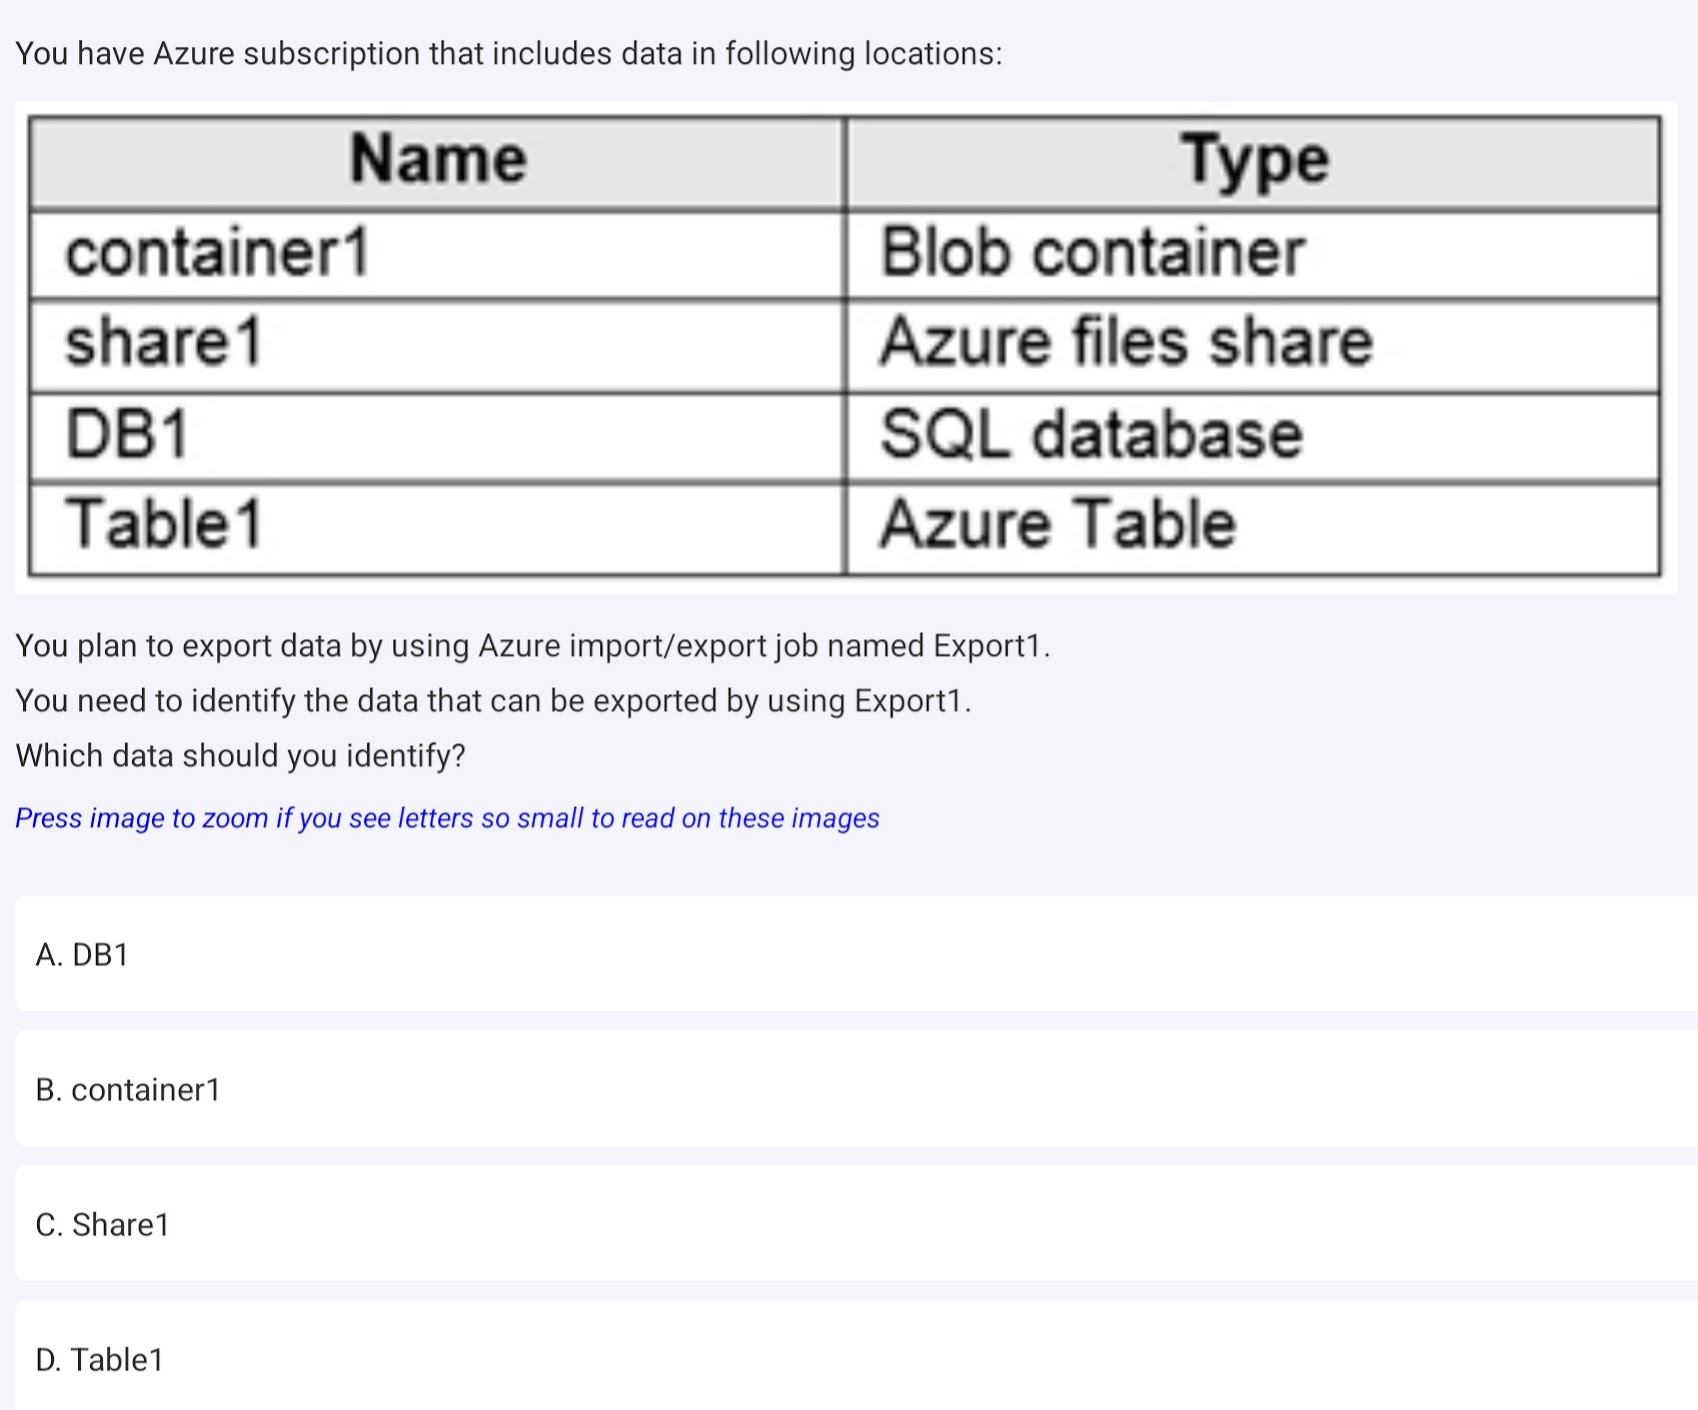 You have Azure subscription that includes data in following locations:
Name Type
container1 Blob container
share1 Azure files share
DB1 SQL database
Table1 Azure Table
You plan to export data by using Azure import/export job named Export1.
You need to identify the data that can be exported by using Export1.
Which data should you identify?
Press image to zoom if you see letters so small to read on these images
A. DB1
B. container1
C. Share1
D. Table1